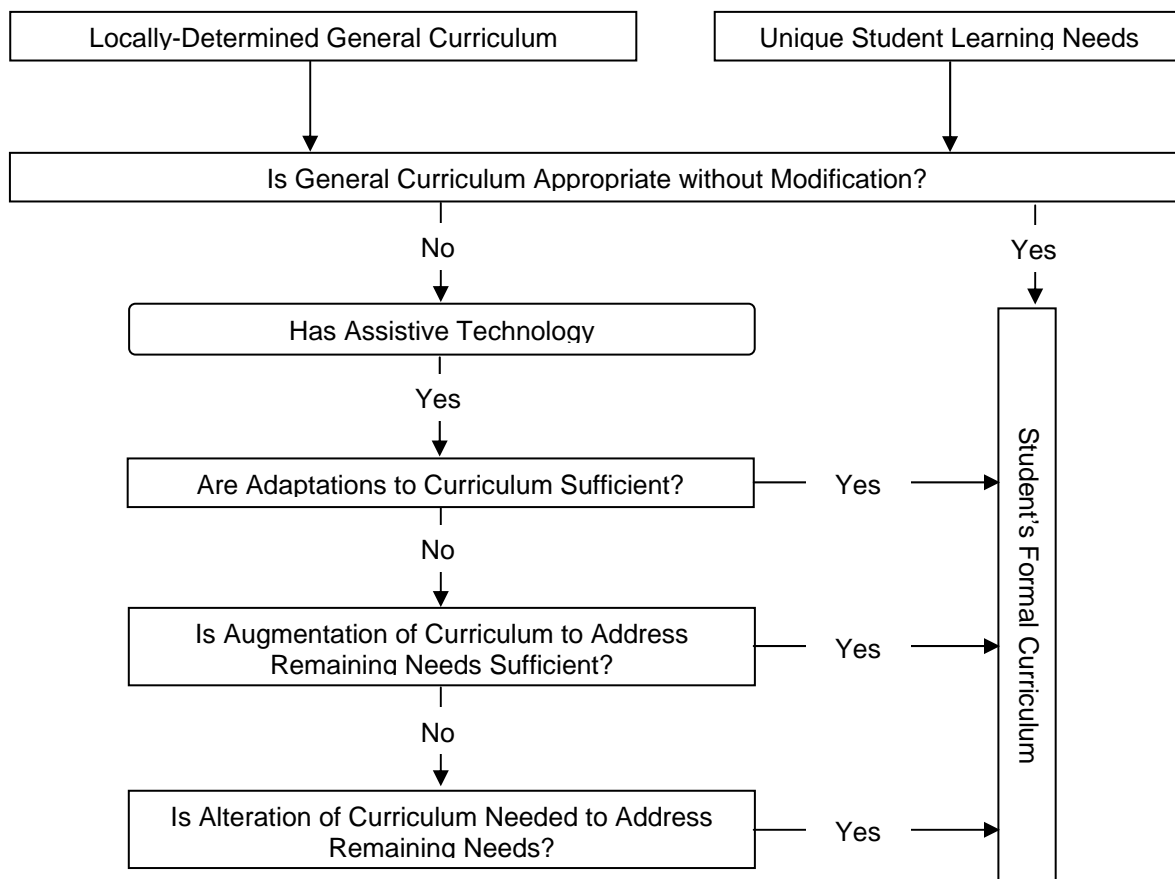 Locally-Determined General Curriculum
Unique Student Learning Needs
Is General Curriculum Appropriate without Modification?
No
Yes
Has Assistive Technology
Yes
Are Adaptations to Curriculum Sufficient?
Yes
No
Is Augmentation of Curriculum to Address
Remaining Needs Sufficient?
Yes
No
Is Alteration of Curriculum Needed to Address
Remaining Needs?
Yes
Student’s Formal Curriculum